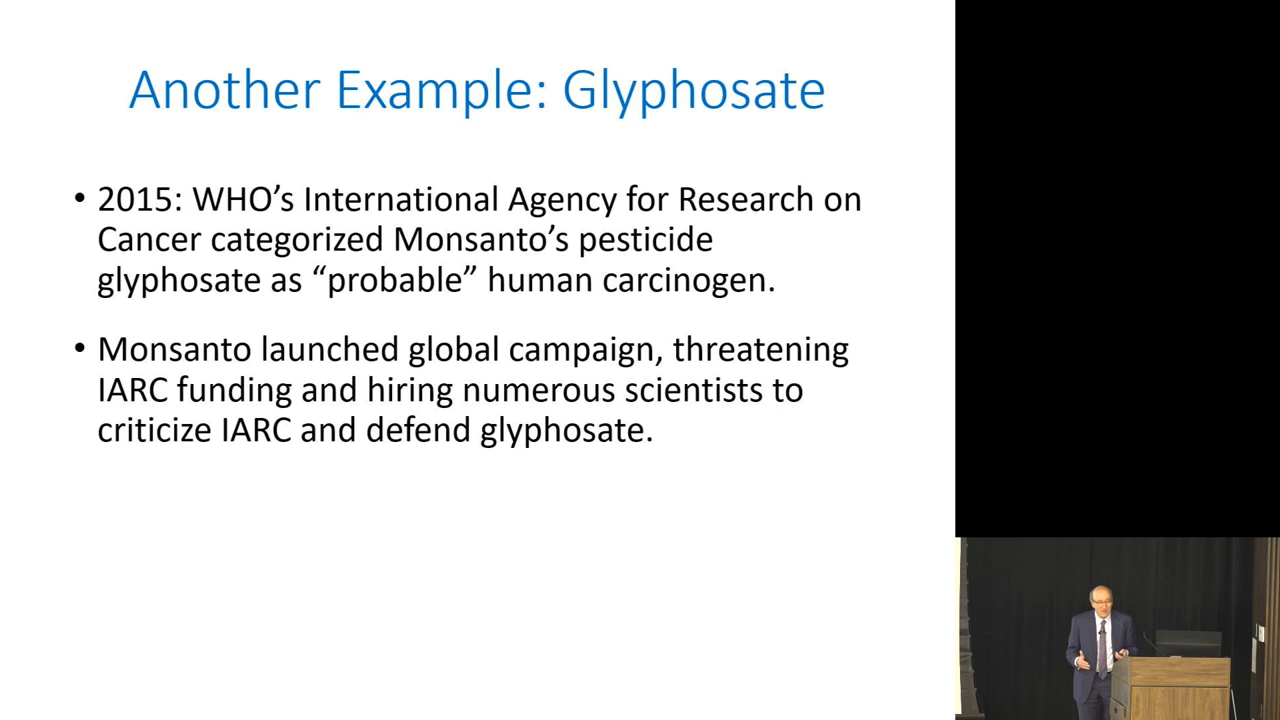 Another Example: Glyphosate
• 2015: WHO’s International Agency for Research on
Cancer categorized Monsanto’s pesticide
glyphosate as “probable” human carcinogen.
• Monsanto launched global campaign, threatening
IARC funding and hiring numerous scientists to
criticize IARC and defend glyphosate.